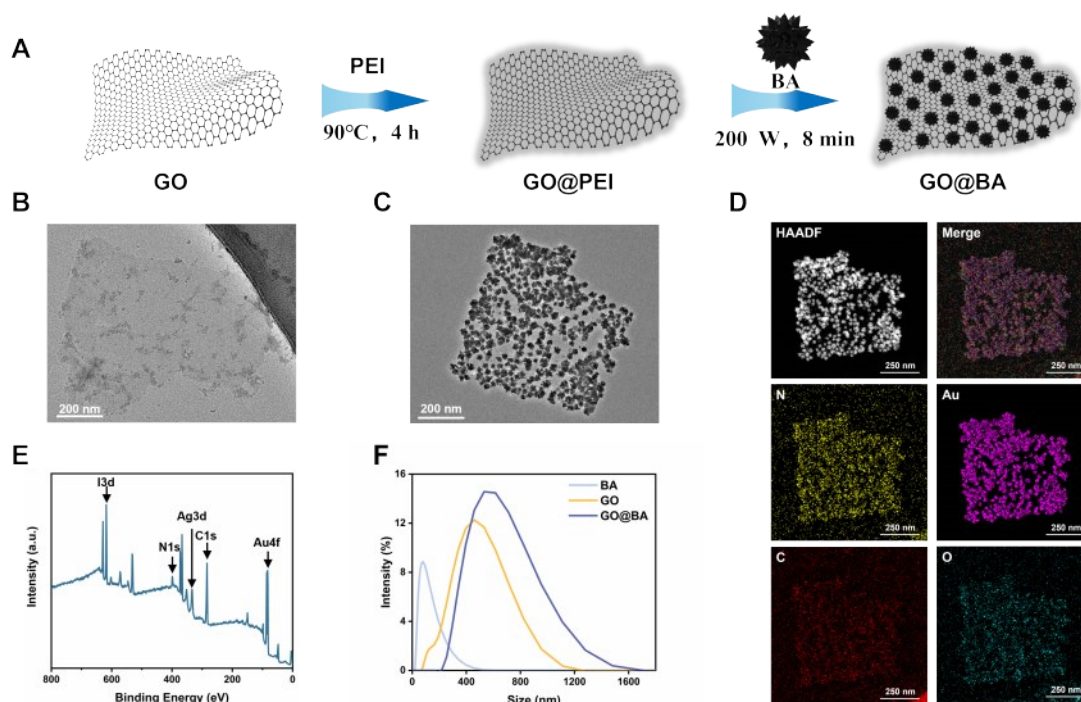 A
PEI
90°C, 4 h
BA
200 W, 8 min
GO
GO@PEI
GO@BA
B
200 nm
C
200 nm
D
HAADF
250 nm
Merge
250 nm
N
250 nm
Au
250 nm
C
250 nm
O
250 nm
E
I3d
N1s
Ag3d
C1s
Au4f
Intensity (a.u.)
800 600 400 200 0
Binding Energy (eV)
F
BA
GO
GO@BA
Intensity (%)
16
12
8
4
0
0 400 800 1200 1600
Size (nm)